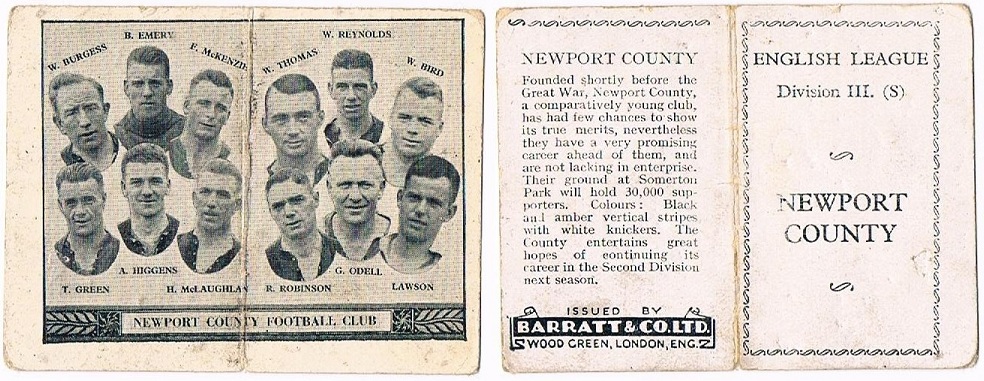 B. EMERY
W. REYNOLDS
W. BURGESS
F. McKENZIE
W. THOMAS
W. BIRD
A. HIGGENS
G. ODELL
T. GREEN
H. McLAUGHLAN
R. ROBINSON
LAWSON
NEWPORT COUNTY FOOTBALL CLUB
NEWPORT COUNTY
Founded shortly before the
Great War, Newport County,
a comparatively young club,
has had few chances to show
its true merits, nevertheless
they have a very promising
career ahead of them, and
are not lacking in enterprise.
Their ground at Somerton
Park will hold 30,000 sup-
porters. Colours: Black
and amber vertical stripes
with white knickers. The
County entertains great
hopes of continuing its
career in the Second Division
next season.
ISSUED BY
BARRATT & CO. LTD.
WOOD GREEN, LONDON, ENG.
ENGLISH LEAGUE
Division III. (S)
NEWPORT
COUNTY